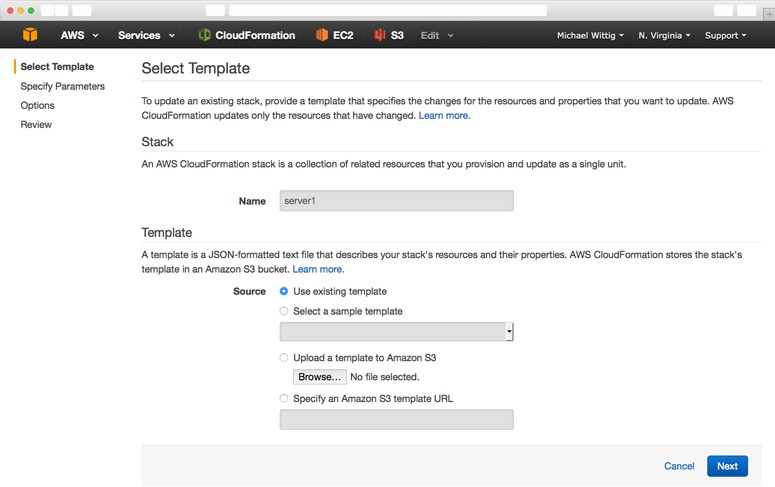 AWS Services CloudFormation EC2 S3 Edit Michael Wittig N. Virginia Support
Select Template
Specify Parameters
Options
Review
Select Template
To update an existing stack, provide a template that specifies the changes for the resources and properties that you want to update. AWS
CloudFormation updates only the resources that have changed. Learn more.
Stack
An AWS CloudFormation stack is a collection of related resources that you provision and update as a single unit.
Name server1
Template
A template is a JSON-formatted text file that describes your stack's resources and their properties. AWS CloudFormation stores the stack's
template in an Amazon S3 bucket. Learn more.
Source Use existing template
Select a sample template
Upload a template to Amazon S3
Browse... No file selected.
Specify an Amazon S3 template URL
Cancel Next